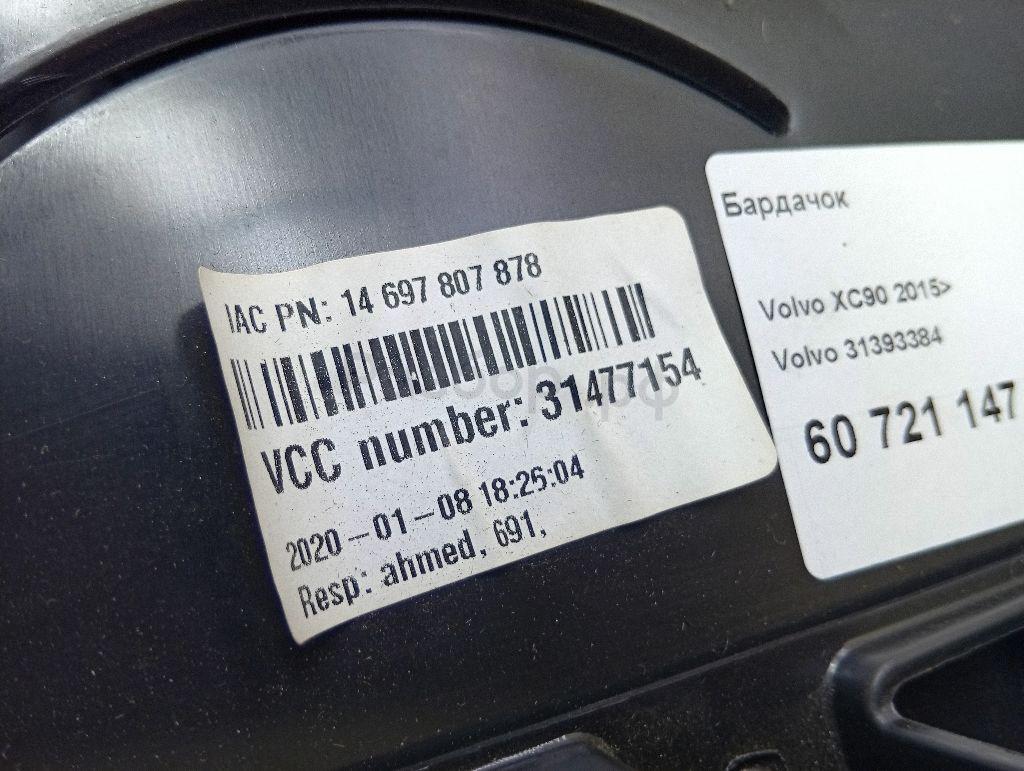 IAC PN: 14 697 807 878
VCC number: 31477154
2020-01-08 18:26:04
Resp: ahmed, 691,
Бардачок
Volvo XC90 2015>
Volvo 31393384
60 721 147